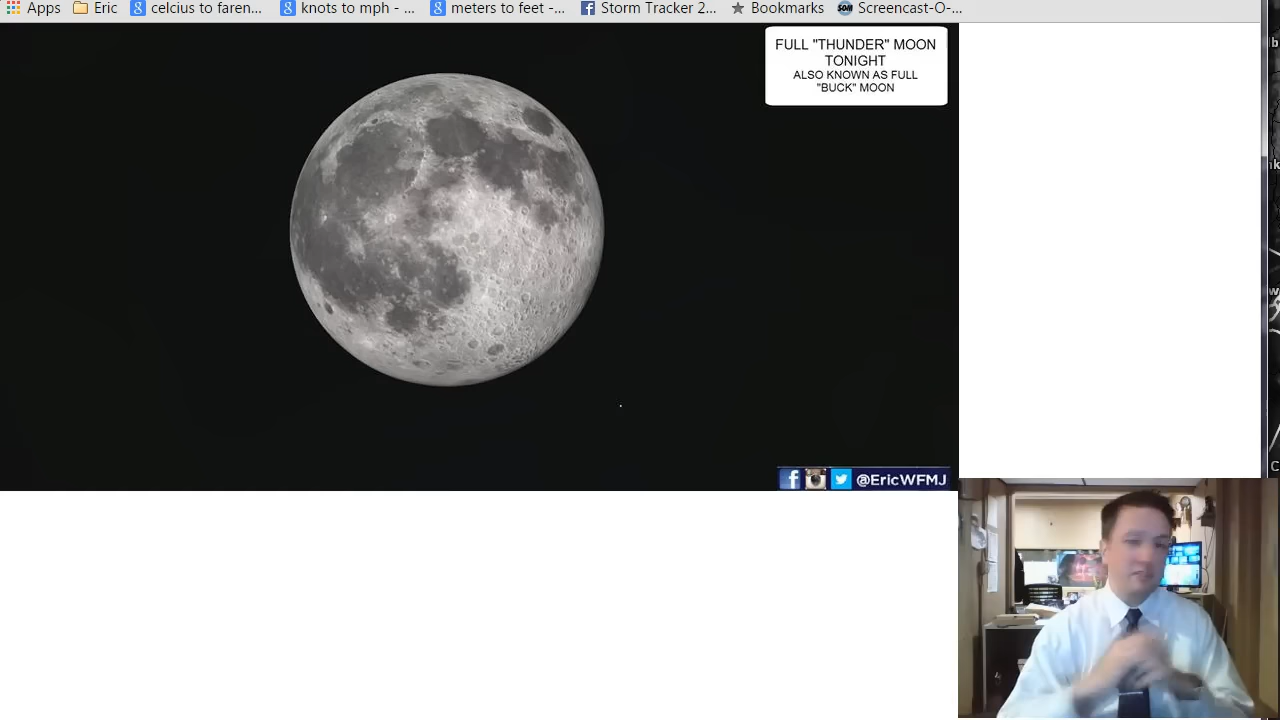 Apps Eric celcius to faren... knots to mph - ... meters to feet -... Storm Tracker 2... Bookmarks Screencast-O-...
FULL "THUNDER" MOON
TONIGHT
ALSO KNOWN AS FULL
"BUCK" MOON
@EricWFMJ